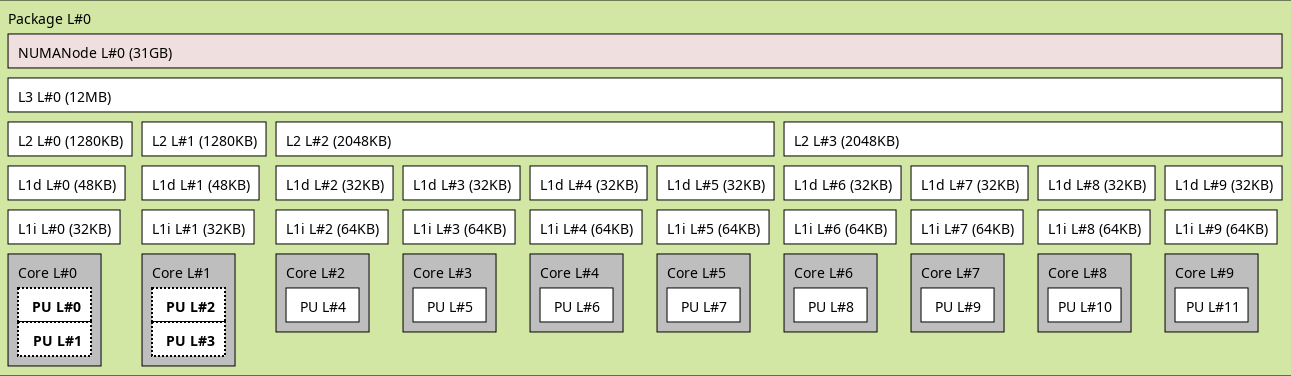 Package L#0
NUMANode L#0 (31GB)
L3 L#0 (12MB)
L2 L#0 (1280KB) L2 L#1 (1280KB) L2 L#2 (2048KB) L2 L#3 (2048KB)
L1d L#0 (48KB) L1d L#1 (48KB) L1d L#2 (32KB) L1d L#3 (32KB) L1d L#4 (32KB) L1d L#5 (32KB) L1d L#6 (32KB) L1d L#7 (32KB) L1d L#8 (32KB) L1d L#9 (32KB)
L1i L#0 (32KB) L1i L#1 (32KB) L1i L#2 (64KB) L1i L#3 (64KB) L1i L#4 (64KB) L1i L#5 (64KB) L1i L#6 (64KB) L1i L#7 (64KB) L1i L#8 (64KB) L1i L#9 (64KB)
Core L#0 Core L#1 Core L#2 Core L#3 Core L#4 Core L#5 Core L#6 Core L#7 Core L#8 Core L#9
PU L#0 PU L#2 PU L#4 PU L#5 PU L#6 PU L#7 PU L#8 PU L#9 PU L#10 PU L#11
PU L#1 PU L#3